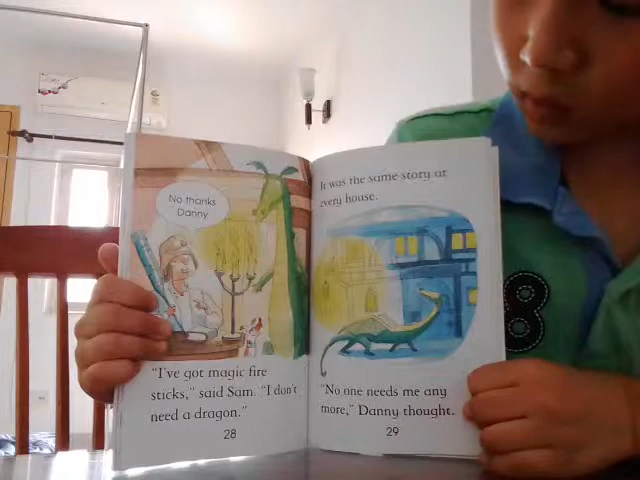 No thanks
Danny
"I've got magic fire
sticks," said Sam. "I don't
need a dragon."
28
It was the same story at
every house.
"No one needs me any
more," Danny thought.
29
8